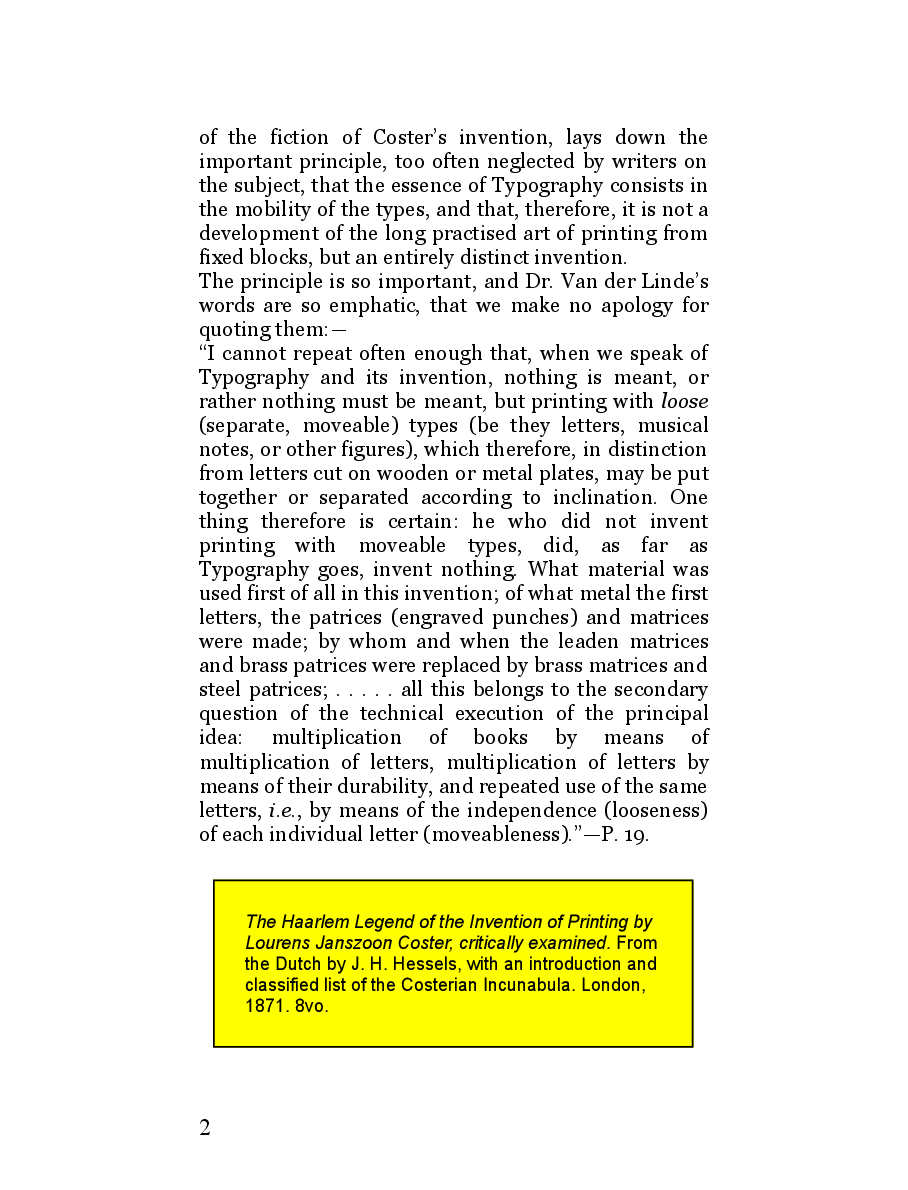 of the fiction of Coster’s invention, lays down the
important principle, too often neglected by writers on
the subject, that the essence of Typography consists in
the mobility of the types, and that, therefore, it is not a
development of the long practised art of printing from
fixed blocks, but an entirely distinct invention.
The principle is so important, and Dr. Van der Linde’s
words are so emphatic, that we make no apology for
quoting them:—
“I cannot repeat often enough that, when we speak of
Typography and its invention, nothing is meant, or
rather nothing must be meant, but printing with loose
(separate, moveable) types (be they letters, musical
notes, or other figures), which therefore, in distinction
from letters cut on wooden or metal plates, may be put
together or separated according to inclination. One
thing therefore is certain: he who did not invent
printing with moveable types, did, as far as
Typography goes, invent nothing. What material was
used first of all in this invention; of what metal the first
letters, the patrices (engraved punches) and matrices
were made; by whom and when the leaden matrices
and brass patrices were replaced by brass matrices and
steel patrices; . . . . . all this belongs to the secondary
question of the technical execution of the principal
idea: multiplication of books by means of
multiplication of letters, multiplication of letters by
means of their durability, and repeated use of the same
letters, i.e., by means of the independence (looseness)
of each individual letter (moveableness).”—P. 19.
The Haarlem Legend of the Invention of Printing by
Lourens Janszoon Coster, critically examined. From
the Dutch by J. H. Hessels, with an introduction and
classified list of the Costerian Incunabula. London,
1871. 8vo.
2